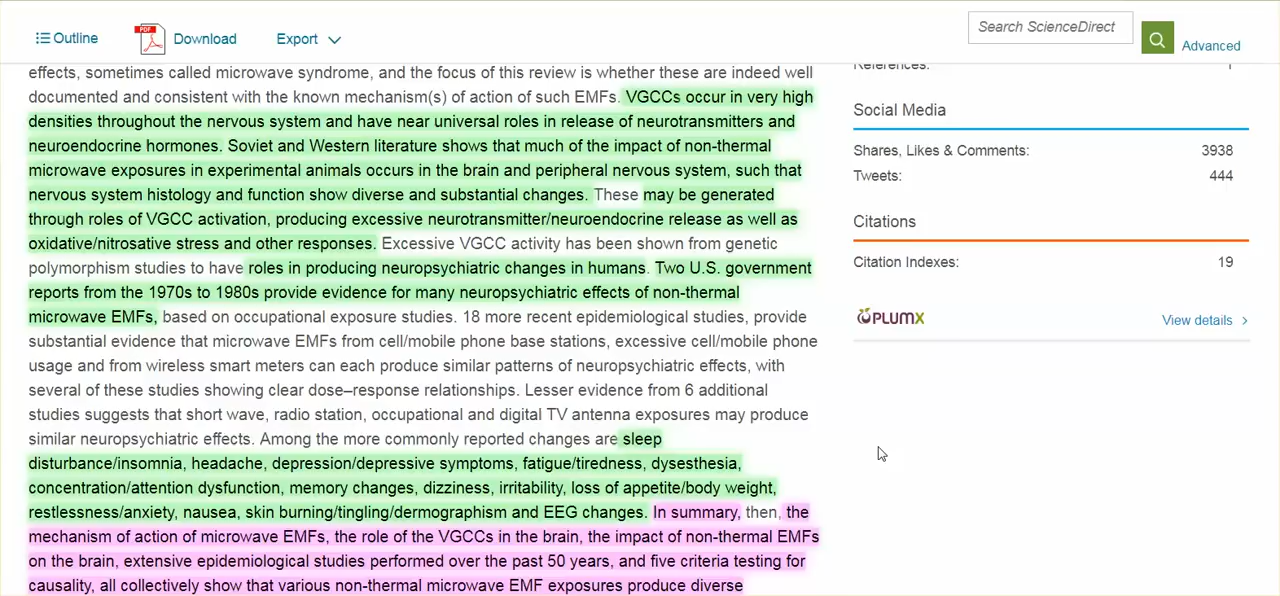 Outline
PDF
Download
Export
Search ScienceDirect
Advanced
effects, sometimes called microwave syndrome, and the focus of this review is whether these are indeed well
documented and consistent with the known mechanism(s) of action of such EMFs. VGCCs occur in very high
densities throughout the nervous system and have near universal roles in release of neurotransmitters and
neuroendocrine hormones. Soviet and Western literature shows that much of the impact of non-thermal
microwave exposures in experimental animals occurs in the brain and peripheral nervous system, such that
nervous system histology and function show diverse and substantial changes. These may be generated
through roles of VGCC activation, producing excessive neurotransmitter/neuroendocrine release as well as
oxidative/nitrosative stress and other responses. Excessive VGCC activity has been shown from genetic
polymorphism studies to have roles in producing neuropsychiatric changes in humans. Two U.S. government
reports from the 1970s to 1980s provide evidence for many neuropsychiatric effects of non-thermal
microwave EMFs, based on occupational exposure studies. 18 more recent epidemiological studies, provide
substantial evidence that microwave EMFs from cell/mobile phone base stations, excessive cell/mobile phone
usage and from wireless smart meters can each produce similar patterns of neuropsychiatric effects, with
several of these studies showing clear dose–response relationships. Lesser evidence from 6 additional
studies suggests that short wave, radio station, occupational and digital TV antenna exposures may produce
similar neuropsychiatric effects. Among the more commonly reported changes are sleep
disturbance/insomnia, headache, depression/depressive symptoms, fatigue/tiredness, dysesthesia,
concentration/attention dysfunction, memory changes, dizziness, irritability, loss of appetite/body weight,
restlessness/anxiety, nausea, skin burning/tingling/dermographism and EEG changes. In summary, then, the
mechanism of action of microwave EMFs, the role of the VGCCs in the brain, the impact of non-thermal EMFs
on the brain, extensive epidemiological studies performed over the past 50 years, and five criteria testing for
causality, all collectively show that various non-thermal microwave EMF exposures produce diverse
References: 1
Social Media
Shares, Likes & Comments: 3938
Tweets: 444
Citations
Citation Indexes: 19
PLUMX
View details